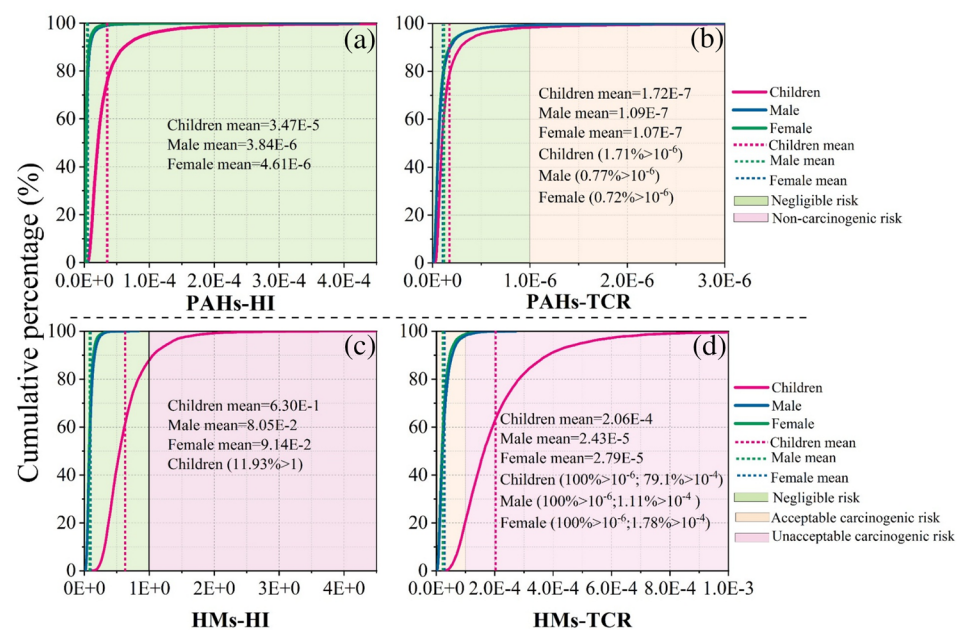 Cumulative percentage (%)
100
80
60
40
20
0
(a)
Children mean=3.47E-5
Male mean=3.84E-6
Female mean=4.61E-6
0.0E+0 1.0E-4 2.0E-4 3.0E-4 4.0E-4
PAHs-HI
100
80
60
40
20
0
(b)
Children mean=1.72E-7
Male mean=1.09E-7
Female mean=1.07E-7
Children (1.71%>10⁻⁶)
Male (0.77%>10⁻⁶)
Female (0.72%>10⁻⁶)
0.0E+0 1.0E-6 2.0E-6 3.0E-6
PAHs-TCR
Children
Male
Female
Children mean
Male mean
Female mean
Negligible risk
Non-carcinogenic risk
100
80
60
40
20
0
(c)
Children mean=6.30E-1
Male mean=8.05E-2
Female mean=9.14E-2
Children (11.93%>1)
0E+0 1E+0 2E+0 3E+0 4E+0
HMs-HI
100
80
60
40
20
0
(d)
Children mean=2.06E-4
Male mean=2.43E-5
Female mean=2.79E-5
Children (100%>10⁻⁶; 79.1%>10⁻⁴)
Male (100%>10⁻⁶;1.11%>10⁻⁴ )
Female (100%>10⁻⁶;1.78%>10⁻⁴)
0.0E+0 2.0E-4 4.0E-4 6.0E-4 8.0E-4 1.0E-3
HMs-TCR
Children
Male
Female
Children mean
Male mean
Female mean
Negligible risk
Acceptable carcinogenic risk
Unacceptable carcinogenic risk